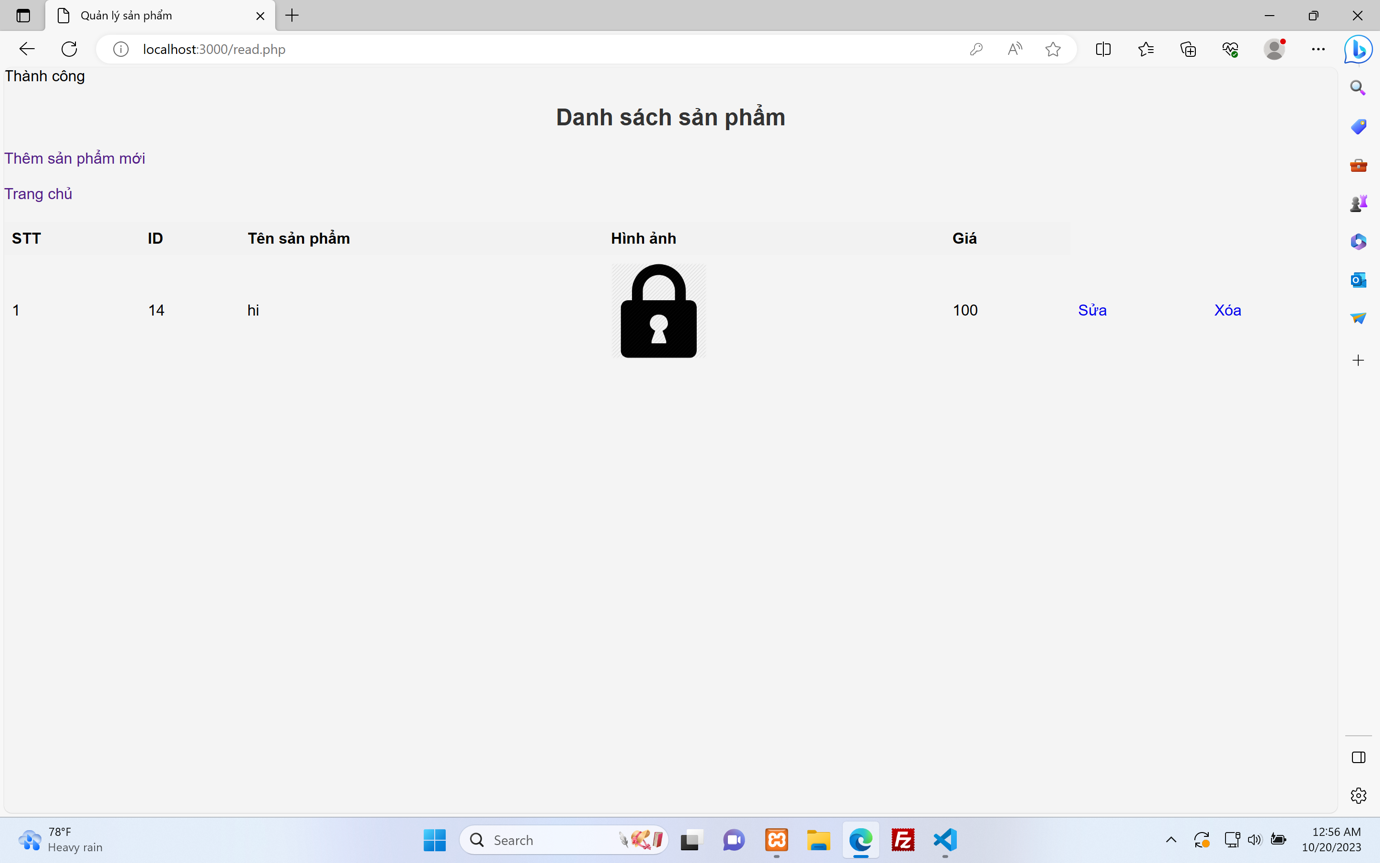 Quản lý sản phẩm
localhost:3000/read.php
Thành công
Danh sách sản phẩm
Thêm sản phẩm mới
Trang chủ
STT ID Tên sản phẩm Hình ảnh Giá
1 14 hi 100 Sửa Xóa
78°F
Heavy rain
Search
12:56 AM
10/20/2023